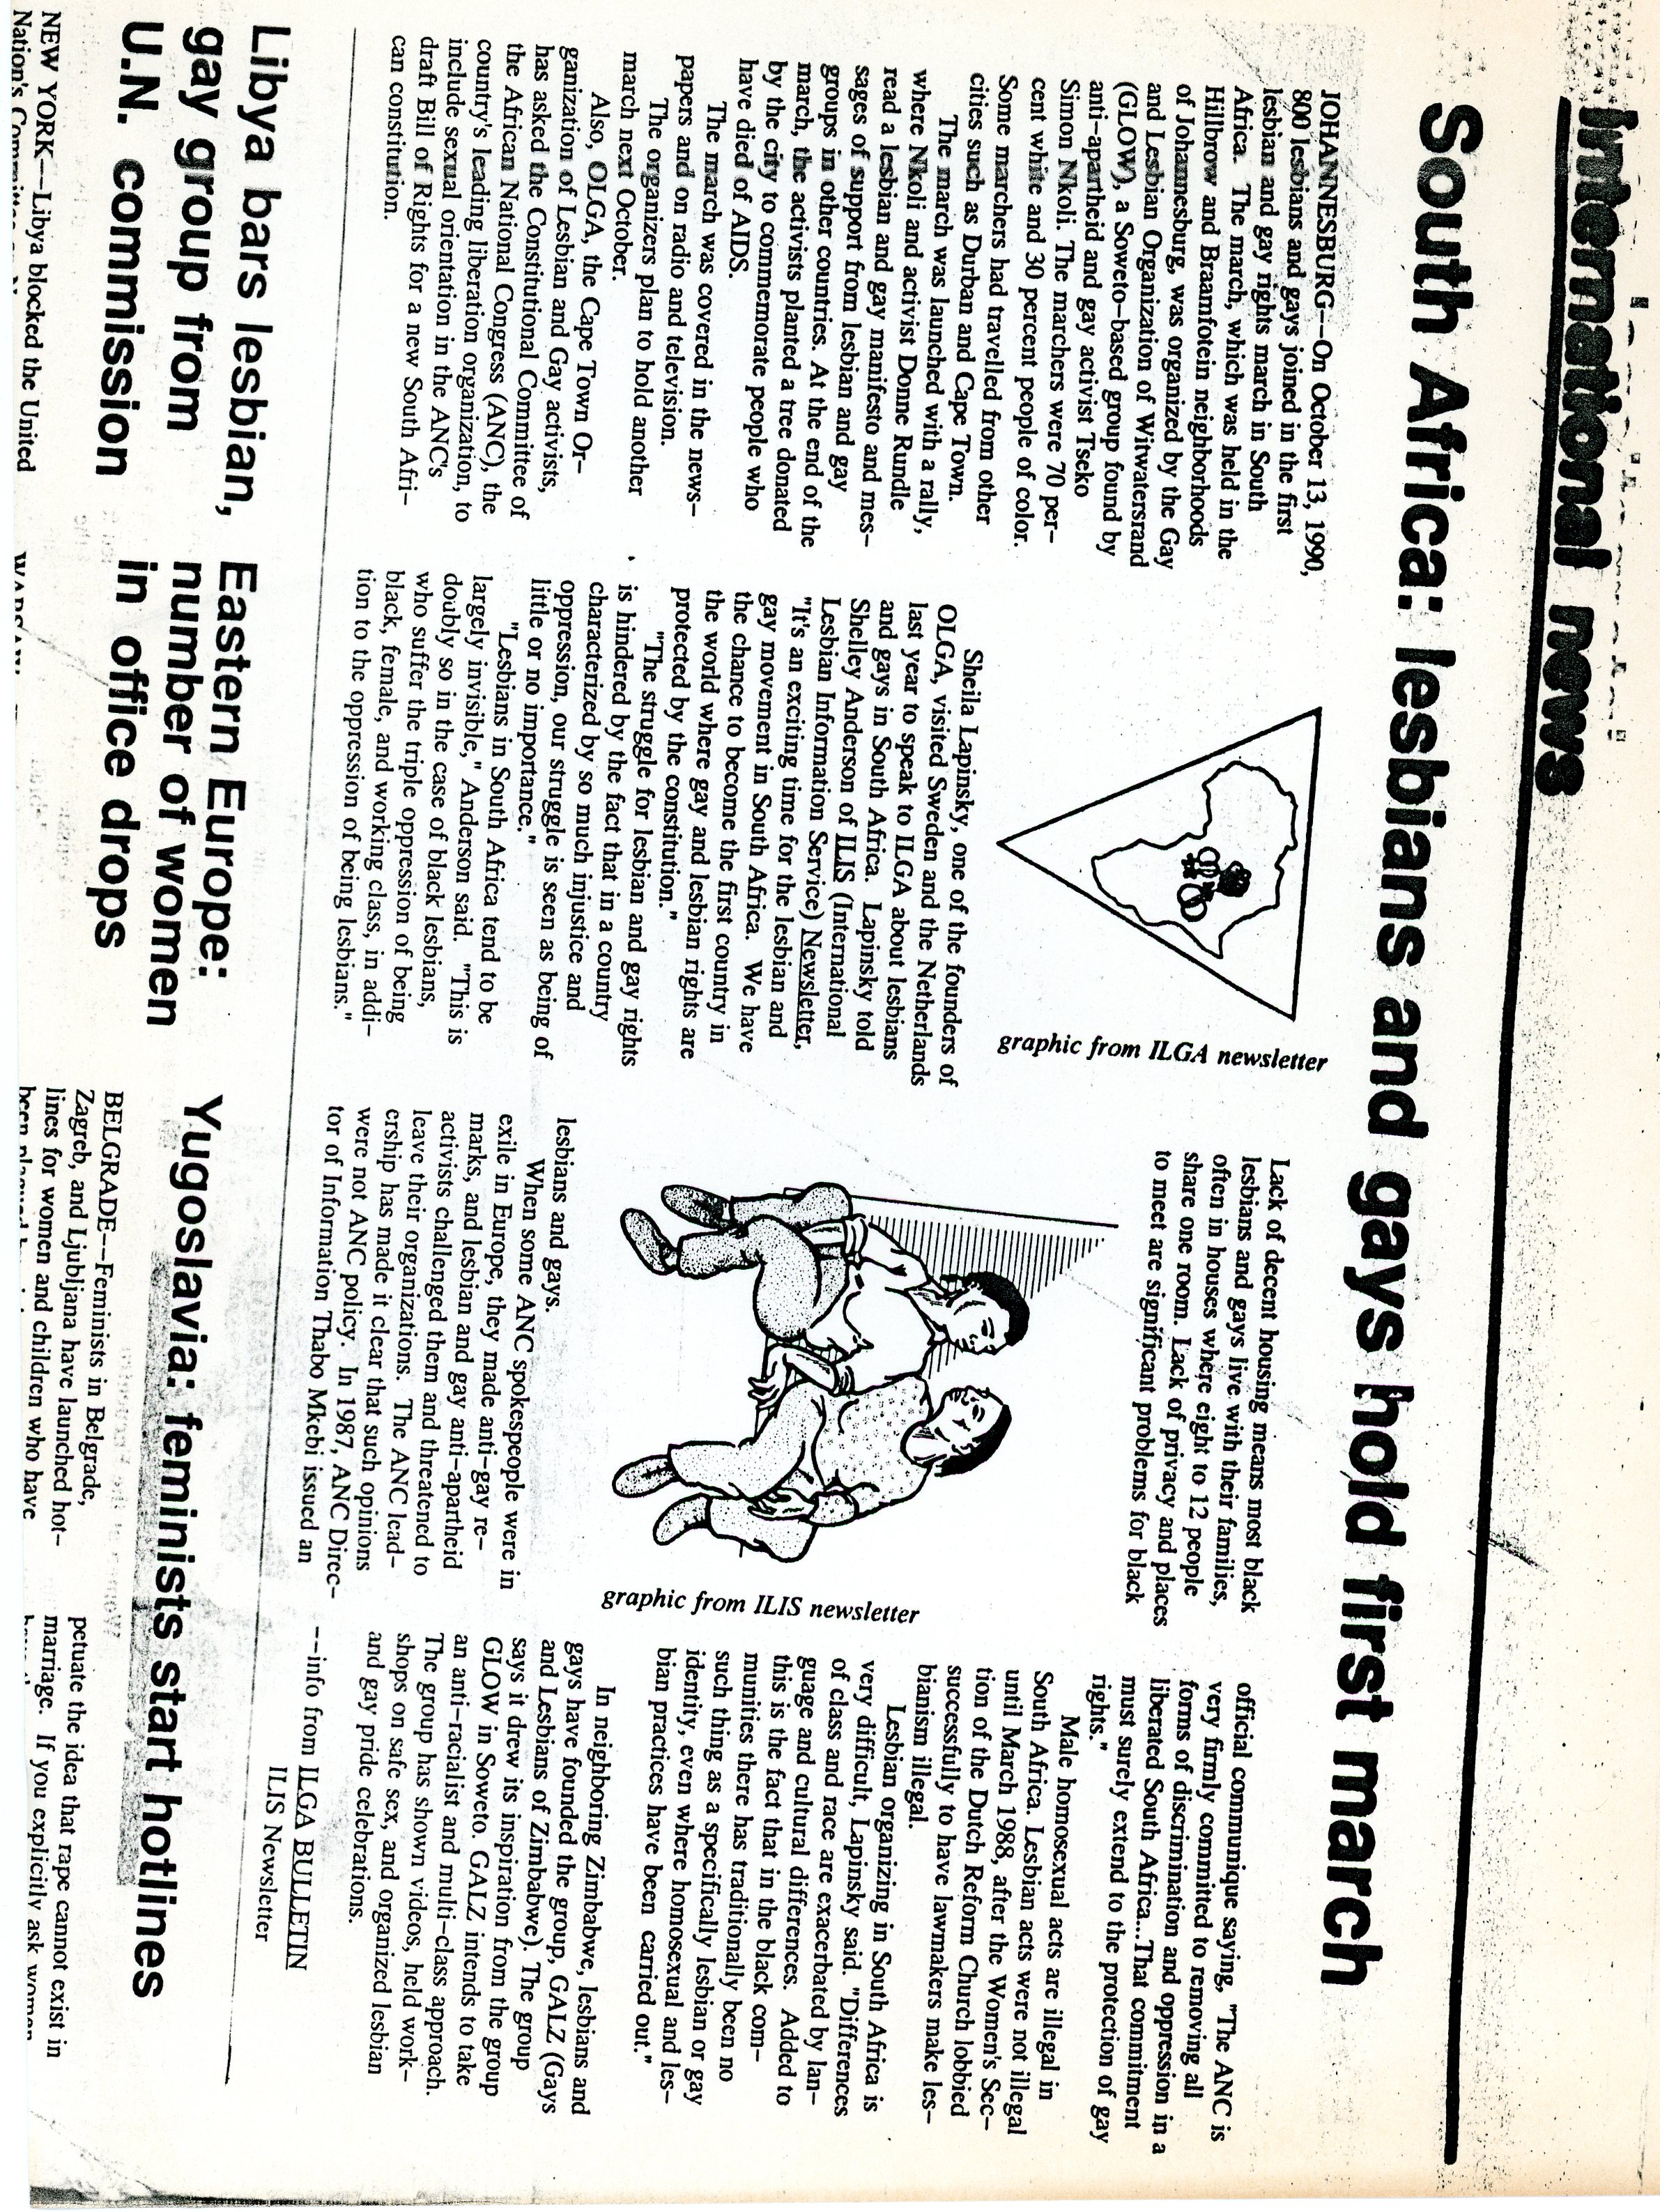 international news
South Africa: lesbians and gays hold first march
JOHANNESBURG--On October 13, 1990,
800 lesbians and gays joined in the first
lesbian and gay rights march in South
Africa. The march, which was held in the
Hillbrow and Braamfotein neighborhoods
of Johannesburg, was organized by the Gay
and Lesbian Organization of Witwatersrand
(GLOW), a Soweto-based group found by
anti-apartheid and gay activist Tseko
Simon Nkoli. The marchers were 70 per-
cent white and 30 percent people of color.
Some marchers had travelled from other
cities such as Durban and Cape Town.
The march was launched with a rally,
where Nkoli and activist Donne Rundle
read a lesbian and gay manifesto and mes-
sages of support from lesbian and gay
groups in other countries. At the end of the
march, the activists planted a tree donated
by the city to commemorate people who
have died of AIDS.
The march was covered in the news-
papers and on radio and television.
The organizers plan to hold another
march next October.
Also, OLGA, the Cape Town Or-
ganization of Lesbian and Gay activists,
has asked the Constitutional Committee of
the African National Congress (ANC), the
country's leading liberation organization, to
include sexual orientation in the ANC's
draft Bill of Rights for a new South Afri-
can constitution.
graphic from ILGA newsletter
Sheila Lapinsky, one of the founders of
OLGA, visited Sweden and the Netherlands
last year to speak to ILGA about lesbians
and gays in South Africa. Lapinsky told
Shelley Anderson of ILIS (International
Lesbian Information Service) Newsletter,
"It's an exciting time for the lesbian and
gay movement in South Africa. We have
the chance to become the first country in
the world where gay and lesbian rights are
protected by the constitution."
"The struggle for lesbian and gay rights
is hindered by the fact that in a country
characterized by so much injustice and
oppression, our struggle is seen as being of
little or no importance."
"Lesbians in South Africa tend to be
largely invisible," Anderson said. "This is
doubly so in the case of black lesbians,
who suffer the triple oppression of being
black, female, and working class, in addi-
tion to the oppression of being lesbians."
Lack of decent housing means most black
lesbians and gays live with their families,
often in houses where eight to 12 people
share one room. Lack of privacy and places
to meet are significant problems for black
graphic from ILIS newsletter
lesbians and gays.
When some ANC spokespeople were in
exile in Europe, they made anti-gay re-
marks, and lesbian and gay anti-apartheid
activists challenged them and threatened to
leave their organizations. The ANC lead-
ership has made it clear that such opinions
were not ANC policy. In 1987, ANC Direc-
tor of Information Thabo Mkebi issued an
official communique saying, "The ANC is
very firmly committed to removing all
forms of discrimination and oppression in a
liberated South Africa...That commitment
must surely extend to the protection of gay
rights."
Male homosexual acts are illegal in
South Africa. Lesbian acts were not illegal
until March 1988, after the Women's Sec-
tion of the Dutch Reform Church lobbied
successfully to have lawmakers make les-
bianism illegal.
Lesbian organizing in South Africa is
very difficult, Lapinsky said. "Differences
of class and race are exacerbated by lan-
guage and cultural differences. Added to
this is the fact that in the black com-
munities there has traditionally been no
such thing as a specifically lesbian or gay
identity, even where homosexual and les-
bian practices have been carried out."
In neighboring Zimbabwe, lesbians and
gays have founded the group, GALZ (Gays
and Lesbians of Zimbabwe). The group
says it drew its inspiration from the group
GLOW in Soweto. GALZ intends to take
an anti-racialist and multi-class approach.
The group has shown videos, held work-
shops on safe sex, and organized lesbian
and gay pride celebrations.
--info from ILGA BULLETIN
ILIS Newsletter
Libya bars lesbian,
gay group from
U.N. commission
NEW YORK--Libya blocked the United
Nation's
Eastern Europe:
number of women
in office drops
Yugoslavia: feminists start hotlines
BELGRADE--Feminists in Belgrade,
Zagreb, and Ljubljana have launched hot-
lines for women and children who have
been plagued
petuate the idea that rape cannot exist in
marriage. If you explicitly ask women